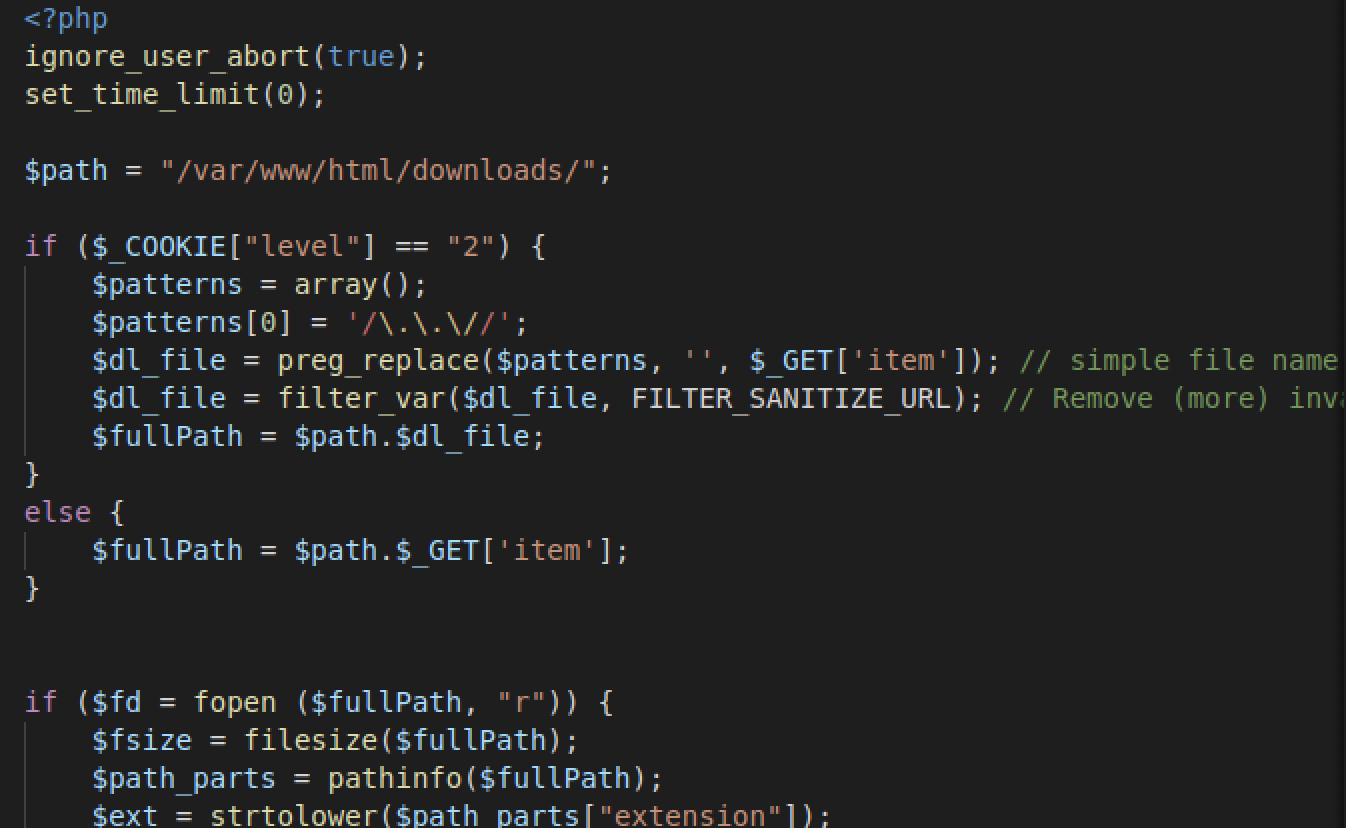 <?php
ignore_user_abort(true);
set_time_limit(0);
$path = "/var/www/html/downloads/";
if ($_COOKIE["level"] == "2") {
$patterns = array();
$patterns[0] = '/\.\.\//';
$dl_file = preg_replace($patterns, '', $_GET['item']); // simple file name
$dl_file = filter_var($dl_file, FILTER_SANITIZE_URL); // Remove (more)
$fullPath = $path.$dl_file;
}
else {
$fullPath = $path.$_GET['item'];
}
if ($fd = fopen ($fullPath, "r")) {
$fsize = filesize($fullPath);
$path_parts = pathinfo($fullPath);
$ext = strtolower($path_parts["extension"]);